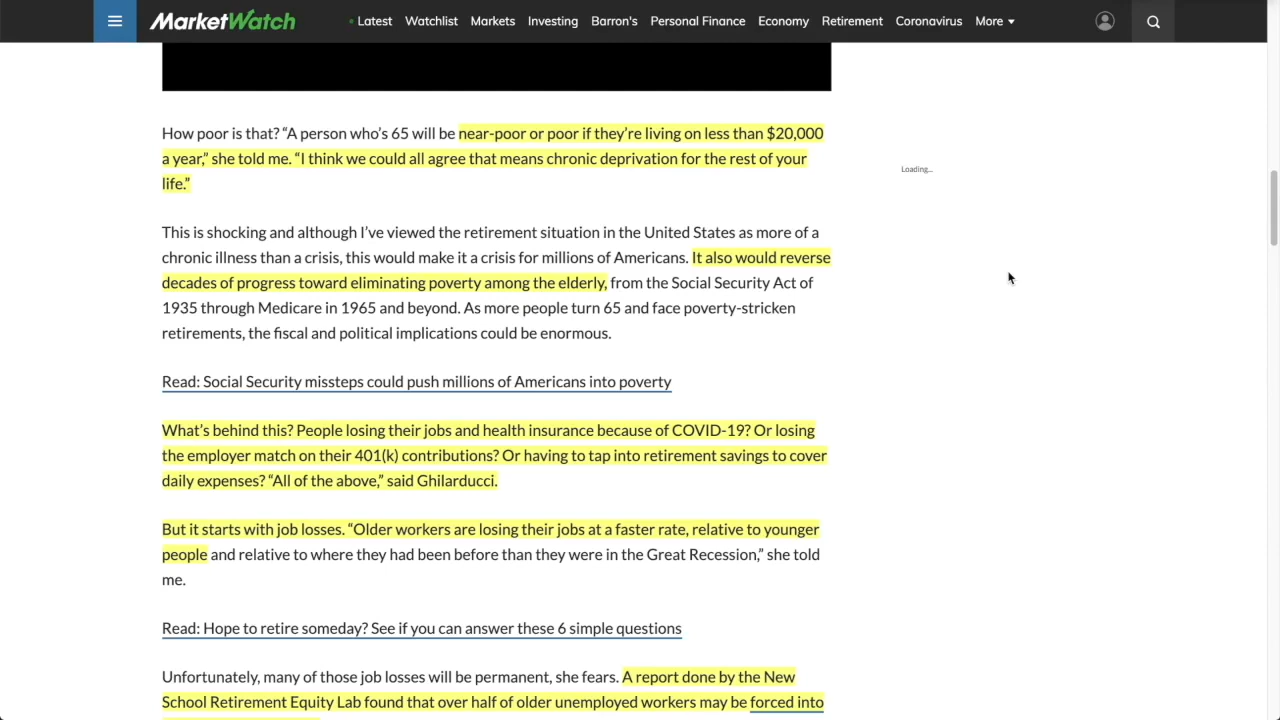 MarketWatch Latest Watchlist Markets Investing Barron's Personal Finance Economy Retirement Coronavirus More
How poor is that? “A person who’s 65 will be near-poor or poor if they’re living on less than $20,000
a year,” she told me. “I think we could all agree that means chronic deprivation for the rest of your
life.”
Loading...
This is shocking and although I’ve viewed the retirement situation in the United States as more of a
chronic illness than a crisis, this would make it a crisis for millions of Americans. It also would reverse
decades of progress toward eliminating poverty among the elderly, from the Social Security Act of
1935 through Medicare in 1965 and beyond. As more people turn 65 and face poverty-stricken
retirements, the fiscal and political implications could be enormous.
Read: Social Security missteps could push millions of Americans into poverty
What’s behind this? People losing their jobs and health insurance because of COVID-19? Or losing
the employer match on their 401(k) contributions? Or having to tap into retirement savings to cover
daily expenses? “All of the above,” said Ghilarducci.
But it starts with job losses. “Older workers are losing their jobs at a faster rate, relative to younger
people and relative to where they had been before than they were in the Great Recession,” she told
me.
Read: Hope to retire someday? See if you can answer these 6 simple questions
Unfortunately, many of those job losses will be permanent, she fears. A report done by the New
School Retirement Equity Lab found that over half of older unemployed workers may be forced into